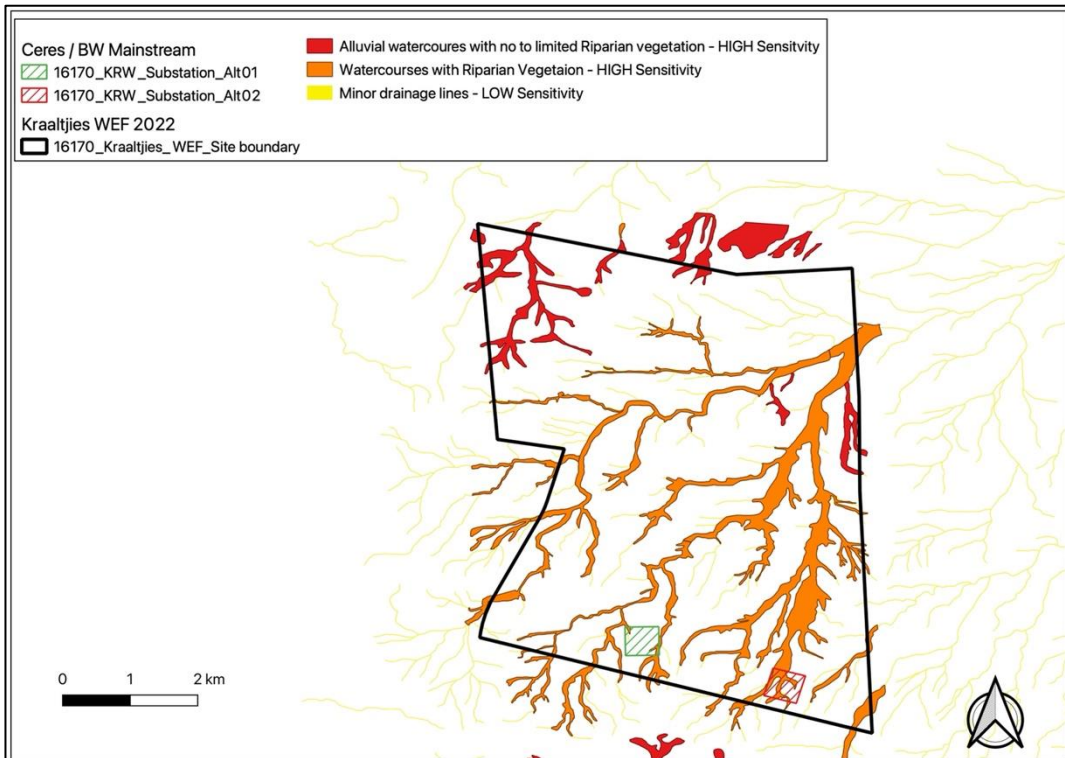 Ceres / BW Mainstream
16170_KRW_Substation_Alt01
16170_KRW_Substation_Alt02
Kraaltjies WEF 2022
16170_Kraaltjies_WEF_Site boundary
Alluvial watercoures with no to limited Riparian vegetation - HIGH Sensitvity
Watercourses with Riparian Vegetaion - HIGH Sensitivity
Minor drainage lines - LOW Sensitivity
0 1 2 km